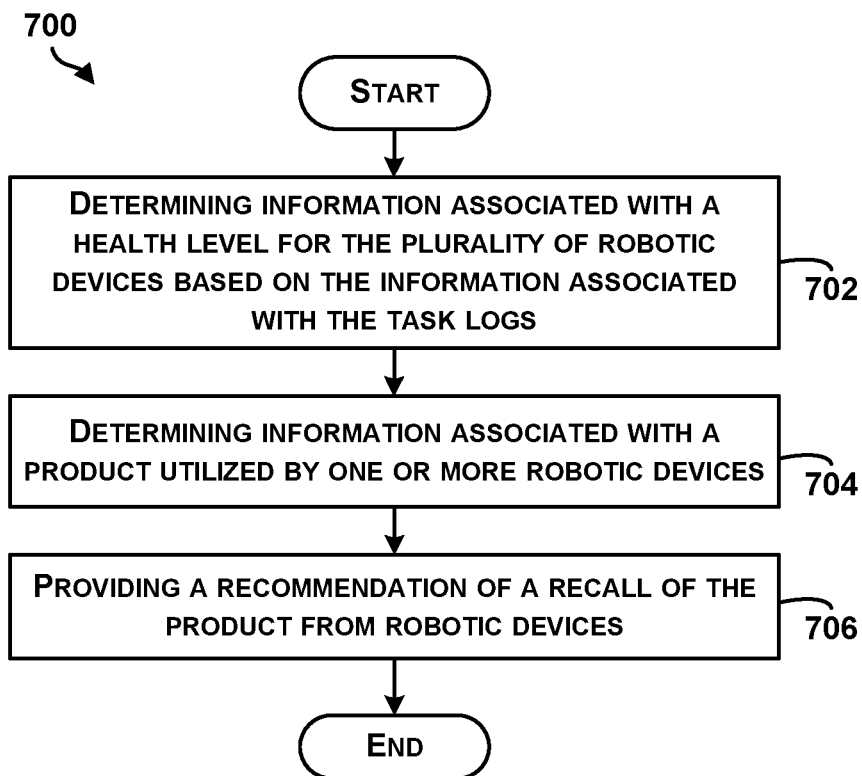 700
START
DETERMINING INFORMATION ASSOCIATED WITH A
HEALTH LEVEL FOR THE PLURALITY OF ROBOTIC
DEVICES BASED ON THE INFORMATION ASSOCIATED
WITH THE TASK LOGS
702
DETERMINING INFORMATION ASSOCIATED WITH A
PRODUCT UTILIZED BY ONE OR MORE ROBOTIC DEVICES
704
PROVIDING A RECOMMENDATION OF A RECALL OF THE
PRODUCT FROM ROBOTIC DEVICES
706
END